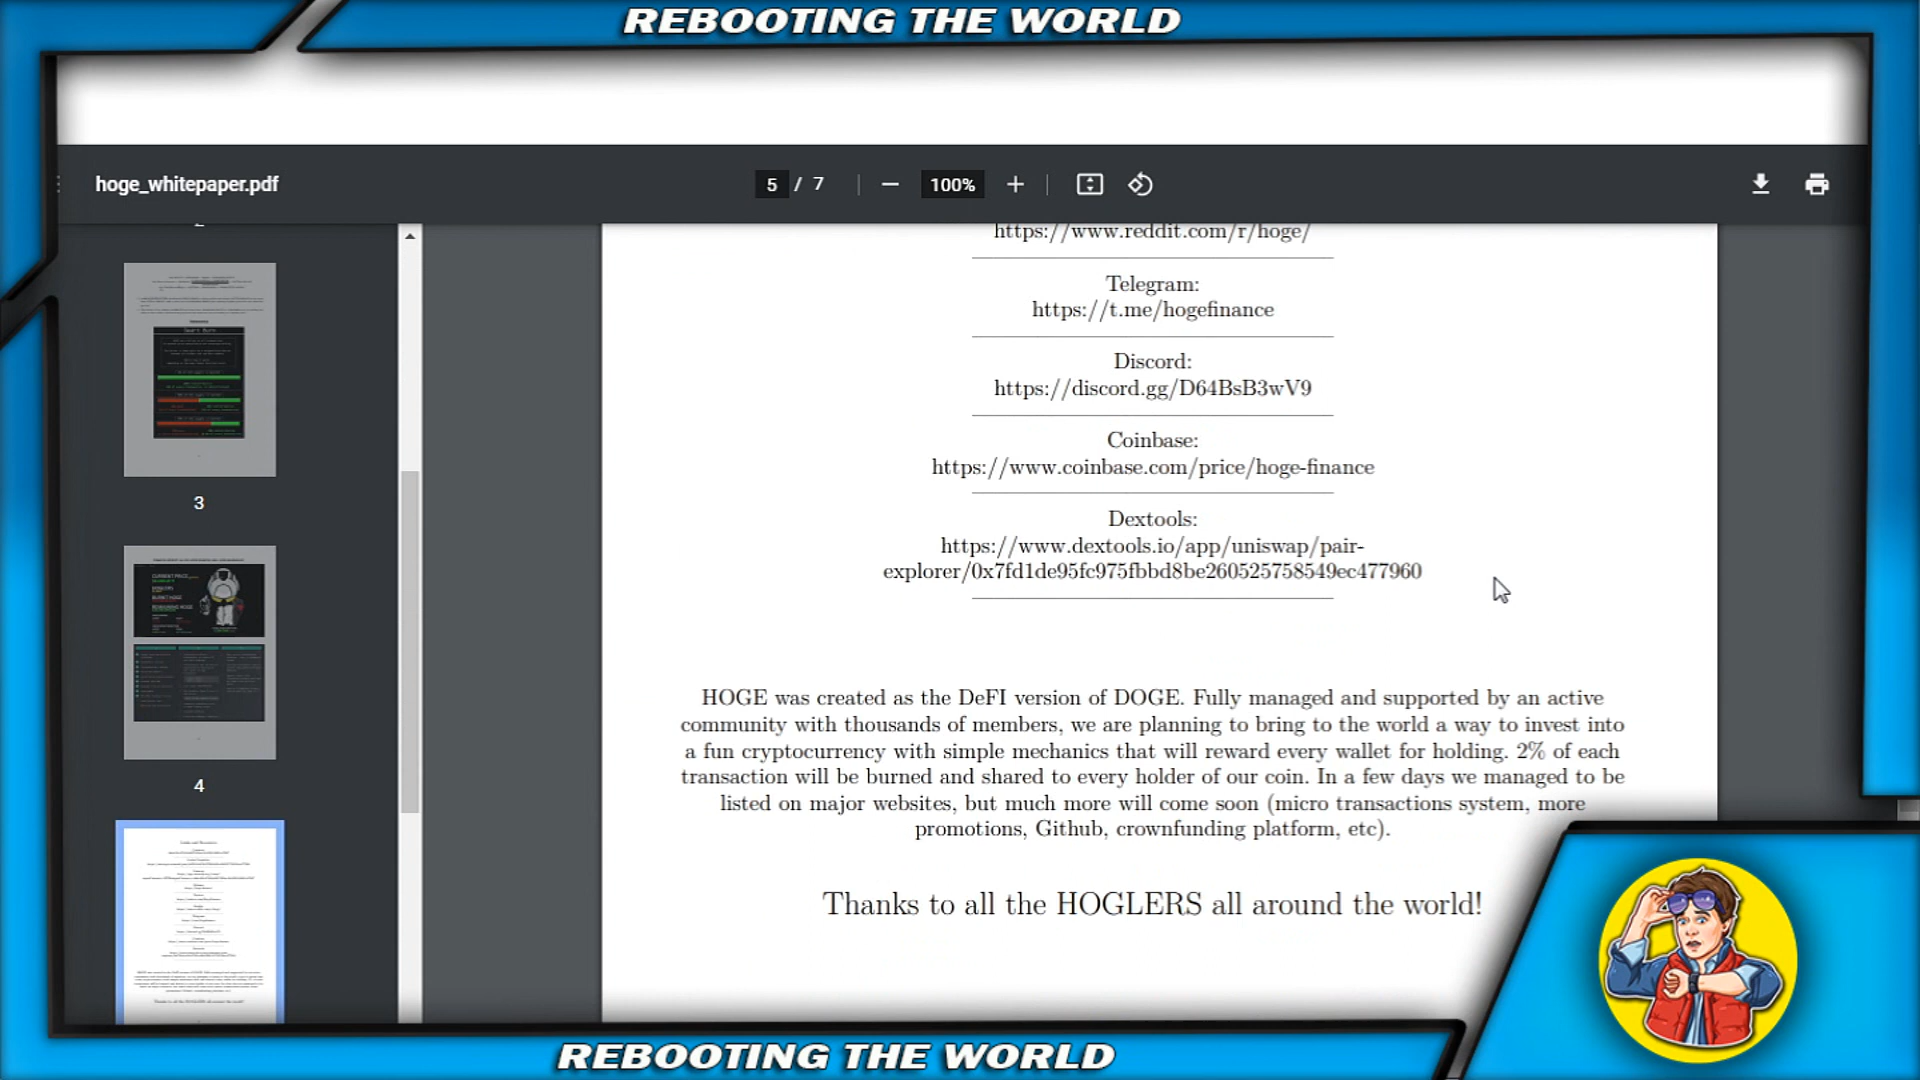 REBOOTING THE WORLD
hoge_whitepaper.pdf
5 / 7
100%
3
4
https://www.reddit.com/r/hoge/
Telegram:
https://t.me/hogefinance
Discord:
https://discord.gg/D64BsB3wV9
Coinbase:
https://www.coinbase.com/price/hoge-finance
Dextools:
https://www.dextools.io/app/uniswap/pair-
explorer/0x7fd1de95fc975fbbd8be260525758549ec477960
HOGE was created as the DeFI version of DOGE. Fully managed and supported by an active
community with thousands of members, we are planning to bring to the world a way to invest into
a fun cryptocurrency with simple mechanics that will reward every wallet for holding. 2% of each
transaction will be burned and shared to every holder of our coin. In a few days we managed to be
listed on major websites, but much more will come soon (micro transactions system, more
promotions, Github, crownfunding platform, etc).
Thanks to all the HOGLERS all around the world!
REBOOTING THE WORLD